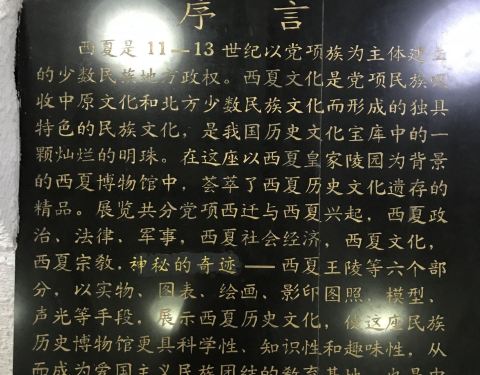 序 言
西夏是11—13世纪以党项族为主体建立
的少数民族地方政权。西夏文化是党项民族吸
收中原文化和北方少数民族文化而形成的独具
特色的民族文化，是我国历史文化宝库中的一
颗灿烂的明珠。在这座以西夏皇家陵园为背景
的西夏博物馆中，荟萃了西夏历史文化遗存的
精品。展览共分党项西迁与西夏兴起，西夏政
治、法律、军事，西夏社会经济，西夏文化，
西夏宗教，神秘的奇迹——西夏王陵等六个部
分，以实物、图表、绘画、影印图照、模型、
声光等手段，展示西夏历史文化，使这座民族
历史博物馆更具科学性、知识性和趣味性，从
而成为爱国主义民族团结的教育基地，也是